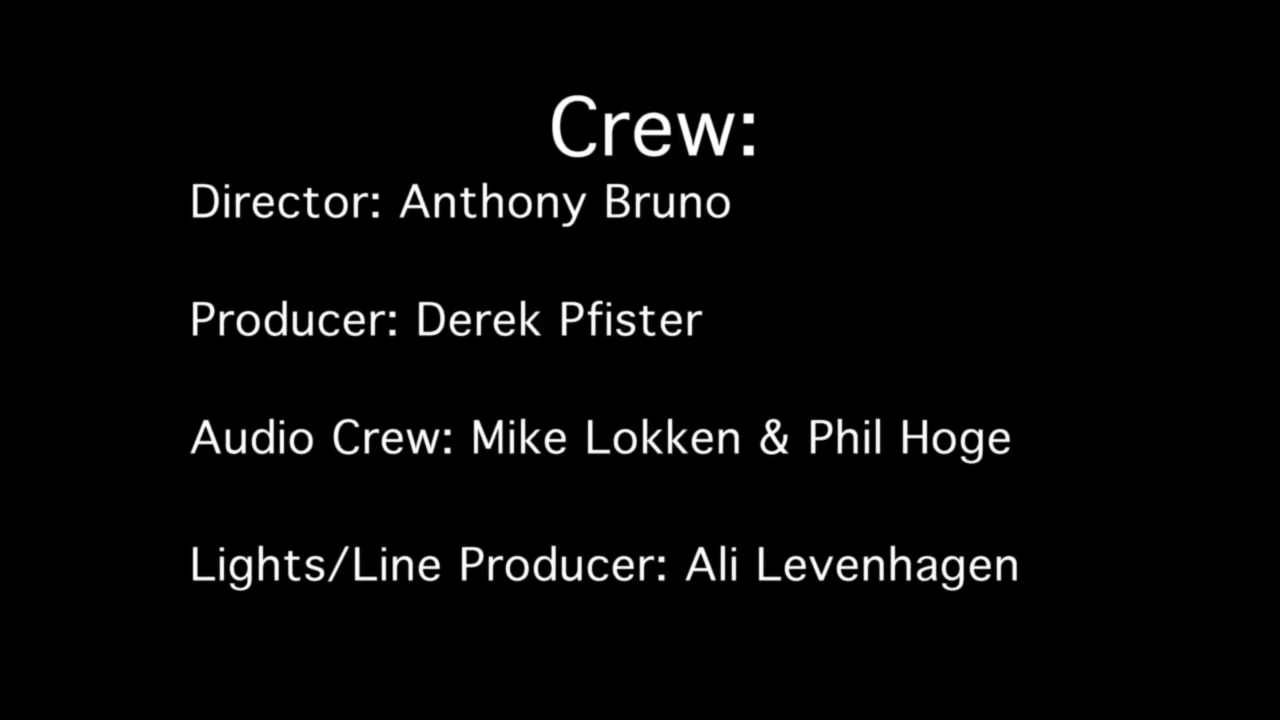 Crew:
Director: Anthony Bruno
Producer: Derek Pfister
Audio Crew: Mike Lokken & Phil Hoge
Lights/Line Producer: Ali Levenhagen